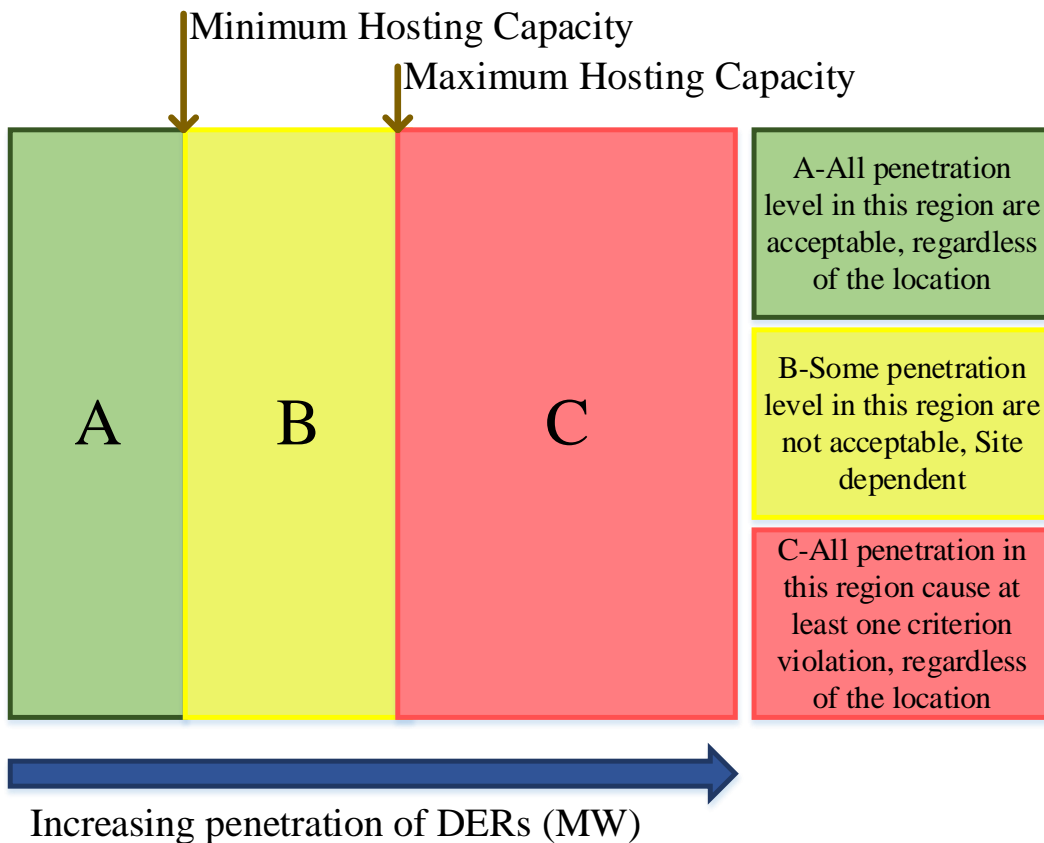 Minimum Hosting Capacity
Maximum Hosting Capacity
A
B
C
A-All penetration
level in this region are
acceptable, regardless
of the location
B-Some penetration
level in this region are
not acceptable, Site
dependent
C-All penetration in
this region cause at
least one criterion
violation, regardless
of the location
Increasing penetration of DERs (MW)